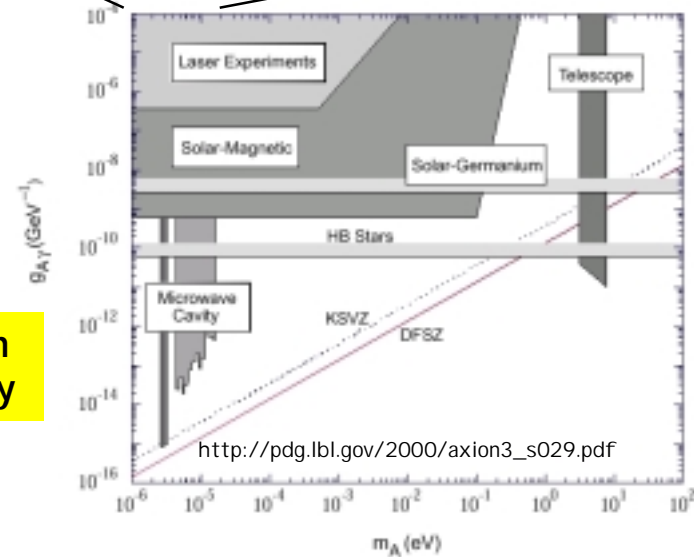 10⁻⁴
Laser Experiments
Telescope
10⁻⁶
Solar-Magnetic
Solar-Germanium
10⁻⁸
g_Aγ (GeV⁻¹)
HB Stars
10⁻¹⁰
Microwave
Cavity
KSVZ
DFSZ
10⁻¹²
n
y
10⁻¹⁴
http://pdg.lbl.gov/2000/axion3_s029.pdf
10⁻¹⁶
10⁻⁶ 10⁻⁵ 10⁻⁴ 10⁻³ 10⁻² 10⁻¹ 10⁰ 10¹ 10²
m_A (eV)